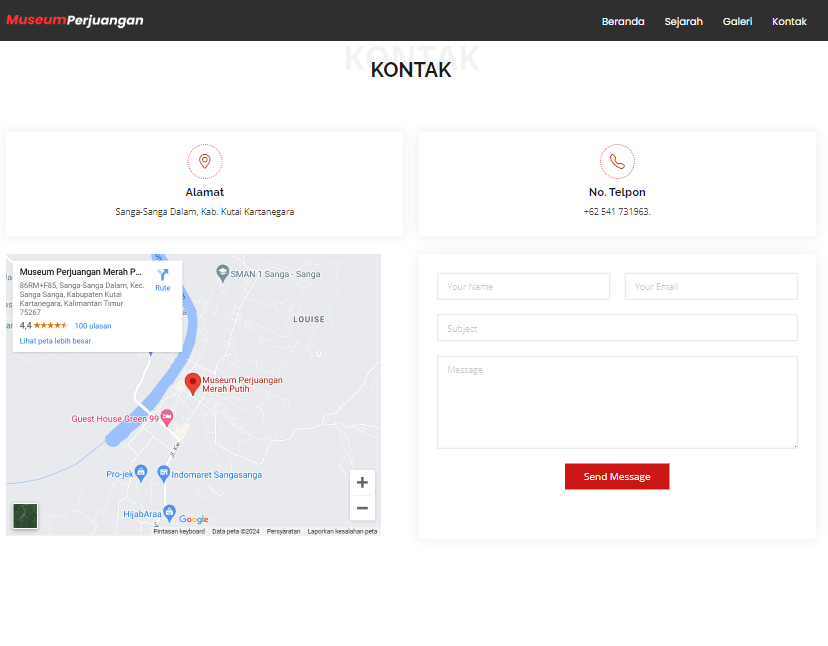 MuseumPerjuangan
Beranda Sejarah Galeri Kontak
KONTAK
KONTAK
Alamat
Sanga-Sanga Dalam, Kab. Kutai Kartanegara
No. Telpon
+62 541 731963.
Museum Perjuangan Merah P...
86RM+F85, Sanga-Sanga Dalam, Kec.
Sanga Sanga, Kabupaten Kutai
Kartanegara, Kalimantan Timur
75267
4,4 100 ulasan
Lihat peta lebih besar
Rute
SMAN 1 Sanga - Sanga
LOUISE
Museum Perjuangan
Merah Putih
Guest House Green 99
Pro-jek
Indomaret Sangasanga
HijabAraa
Google
Pintasan keyboard Data peta ©2024 Persyaratan Laporkan kesalahan peta
Your Name
Your Email
Subject
Message
Send Message